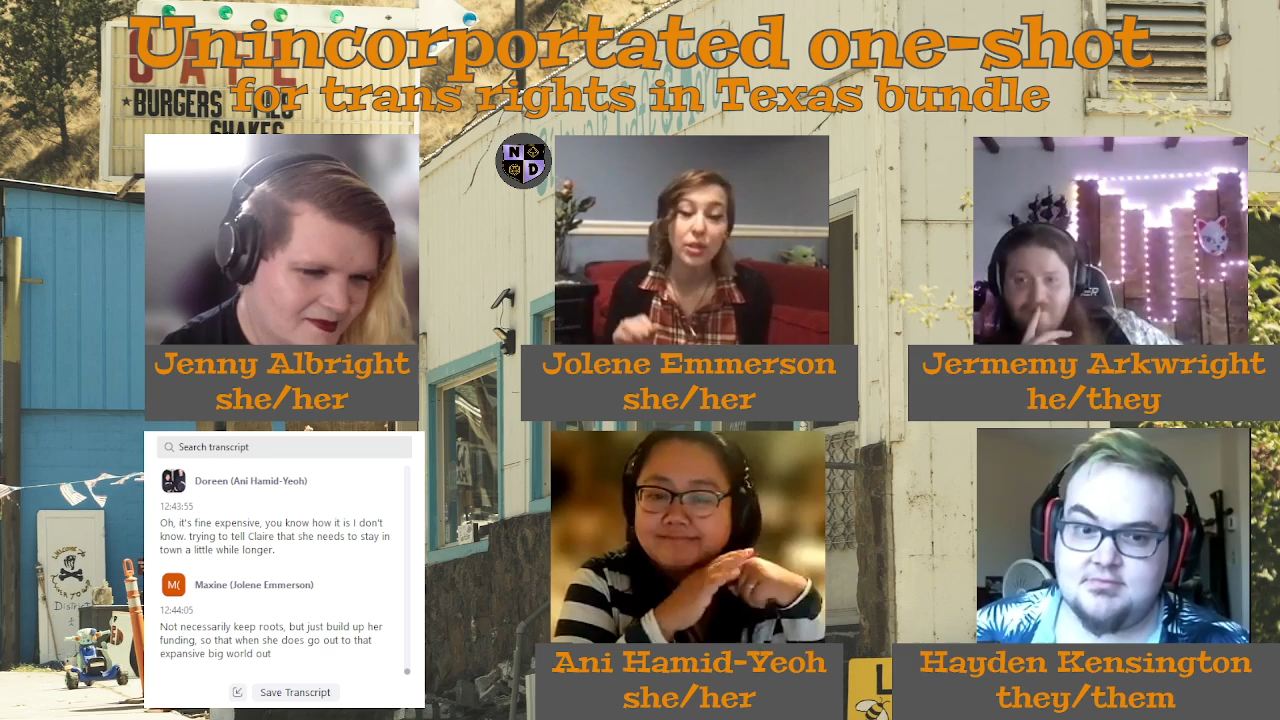 Unincorportated one-shot
for trans rights in Texas bundle
CAFE
★BURGERS PIES
SHAKES
N D
Jenny Albright
she/her
Jolene Emmerson
she/her
Jermemy Arkwright
he/they
Search transcript
Doreen (Ani Hamid-Yeoh)
12:43:55
Oh, it's fine expensive, you know how it is I don't
know. trying to tell Claire that she needs to stay in
town a little while longer.
M(
Maxine (Jolene Emmerson)
12:44:05
Not necessarily keep roots, but just build up her
funding, so that when she does go out to that
expansive big world out
Save Transcript
WELCOME
District
Ani Hamid-Yeoh
she/her
L
Hayden Kensington
they/them